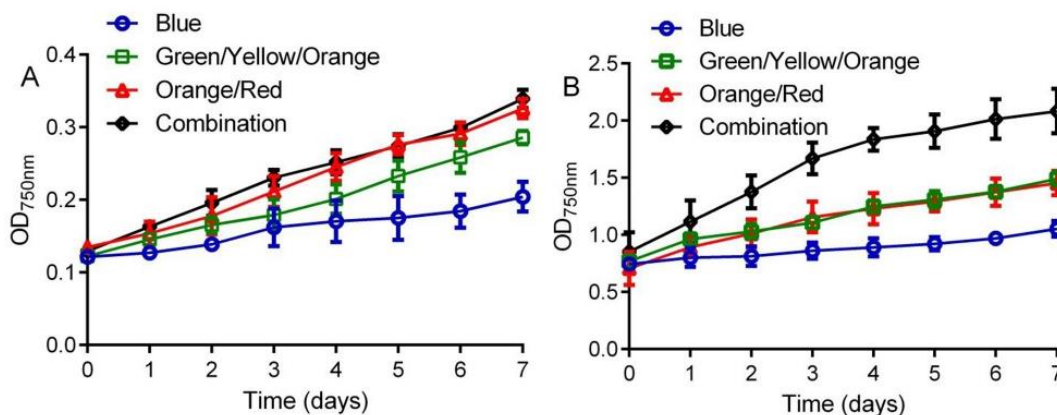 Blue
Green/Yellow/Orange
Orange/Red
Combination
A
0.4
0.3
0.2
0.1
0.0
OD750nm
0 1 2 3 4 5 6 7
Time (days)
Blue
Green/Yellow/Orange
Orange/Red
Combination
B
2.5
2.0
1.5
1.0
0.5
0.0
OD750nm
0 1 2 3 4 5 6 7
Time (days)